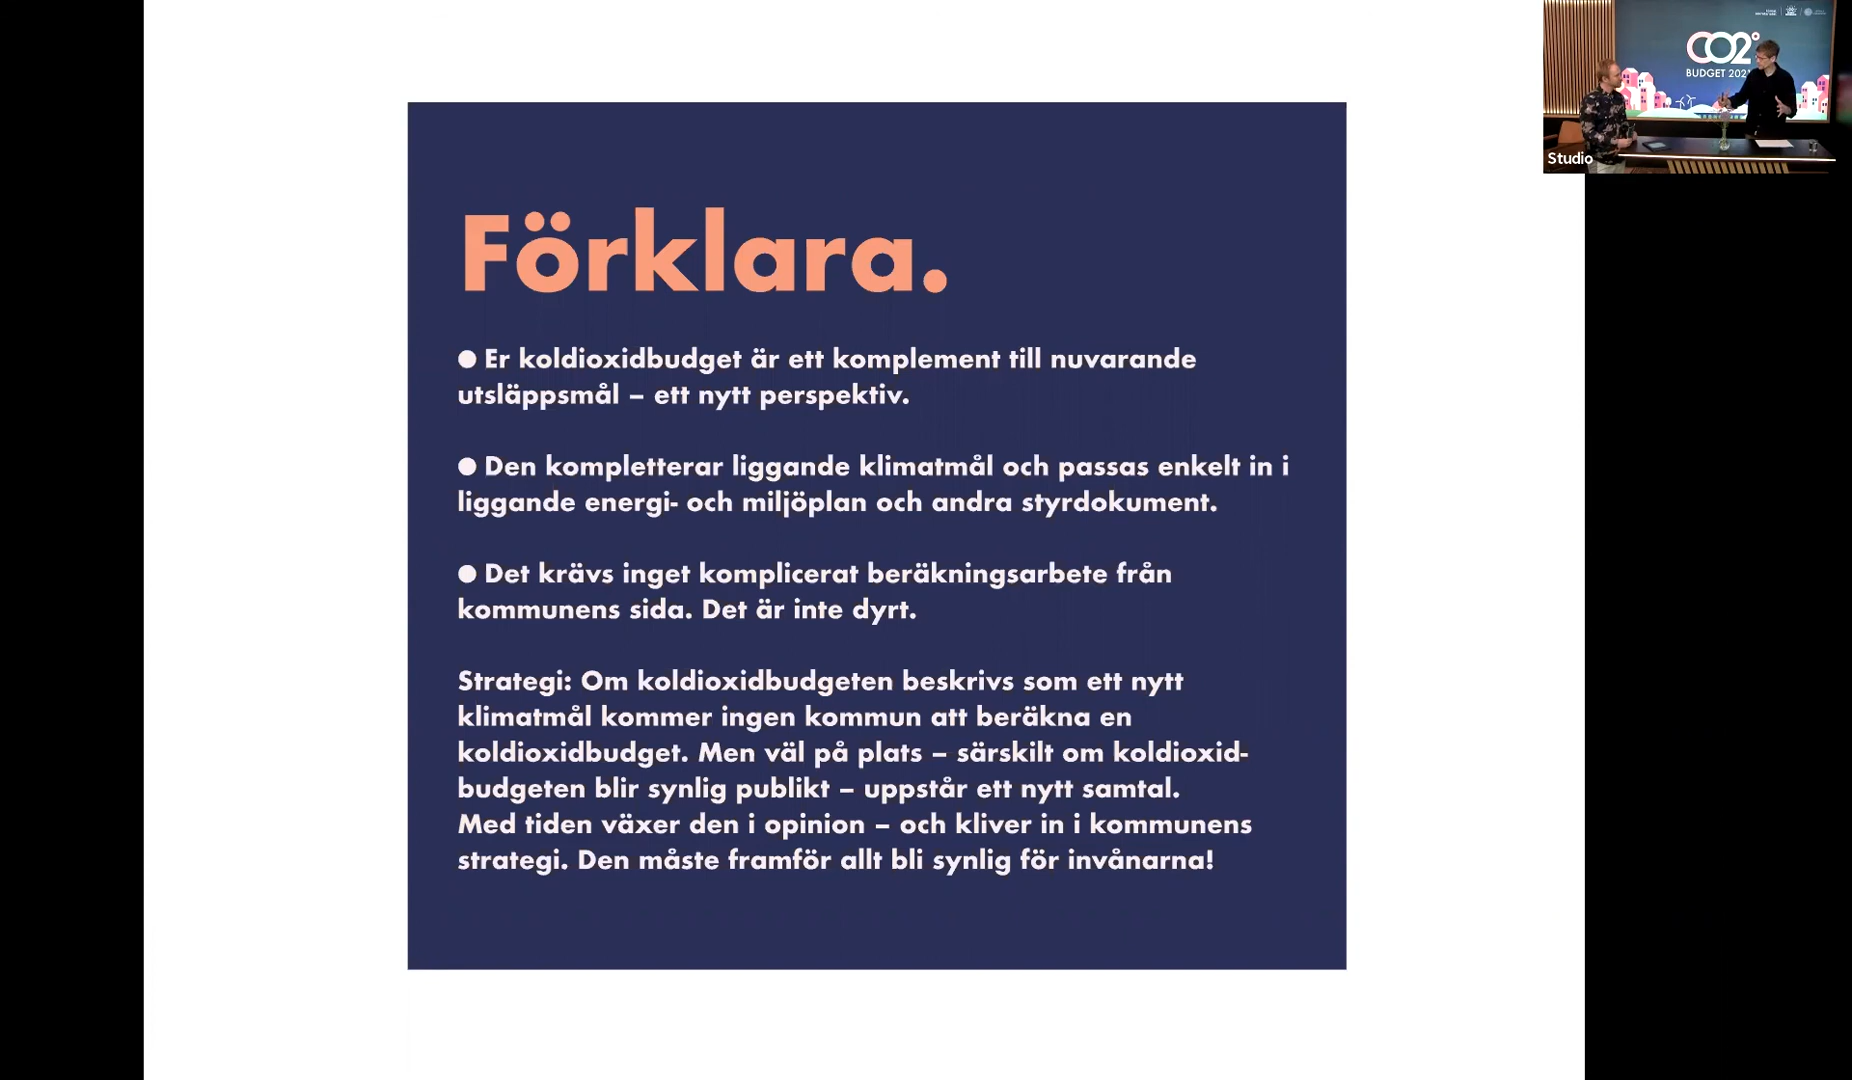 CO2
BUDGET 202
Studio
Förklara.
● Er koldioxidbudget är ett komplement till nuvarande
utsläppsmål – ett nytt perspektiv.
● Den kompletterar liggande klimatmål och passas enkelt in i
liggande energi- och miljöplan och andra styrdokument.
● Det krävs inget komplicerat beräkningsarbete från
kommunens sida. Det är inte dyrt.
Strategi: Om koldioxidbudgeten beskrivs som ett nytt
klimatmål kommer ingen kommun att beräkna en
koldioxidbudget. Men väl på plats – särskilt om koldioxid-
budgeten blir synlig publikt – uppstår ett nytt samtal.
Med tiden växer den i opinion – och kliver in i kommunens
strategi. Den måste framför allt bli synlig för invånarna!